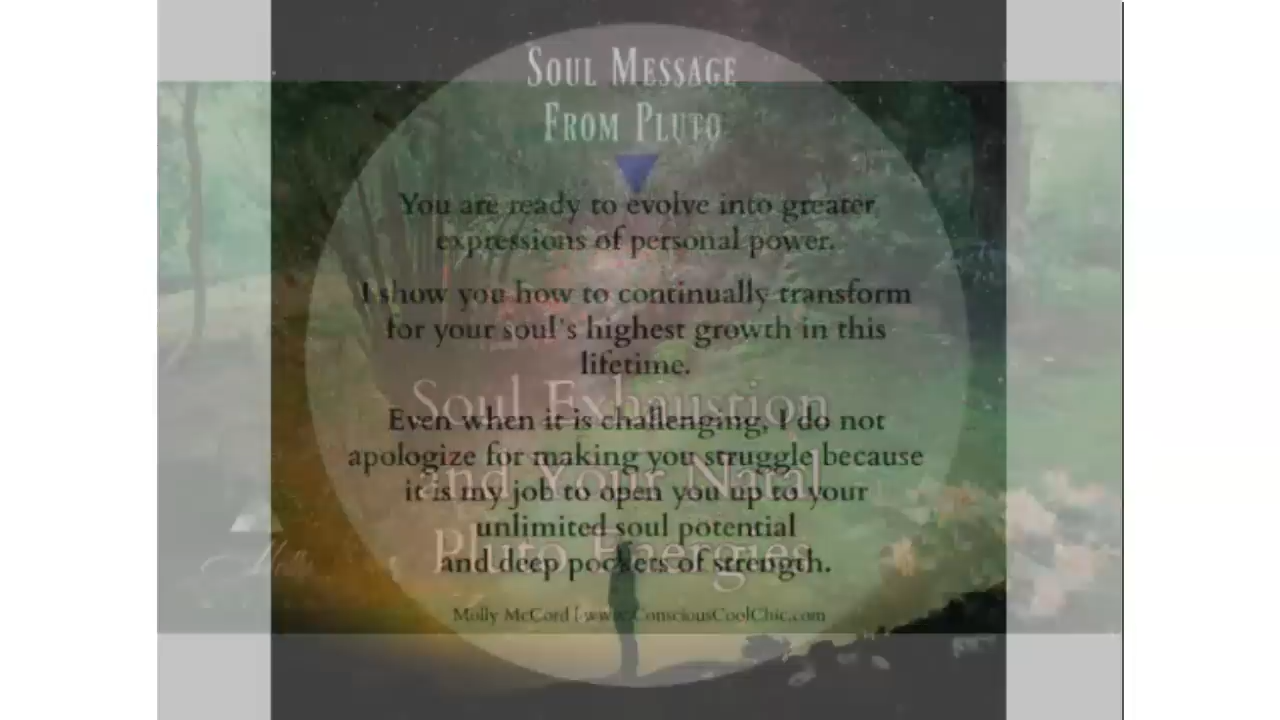 Soul Message
From Pluto
You are ready to evolve into greater
expressions of personal power.
I show you how to continually transform
for your soul's highest growth in this
lifetime.
Soul Exhaustion
Even when it is challenging, I do not
apologize for making you struggle because
and Your Natal
it is my job to open you up to your
unlimited soul potential
Pluto Energies
and deep pockets of strength.
Molly McCord | www.ConsciousCoolChic.com